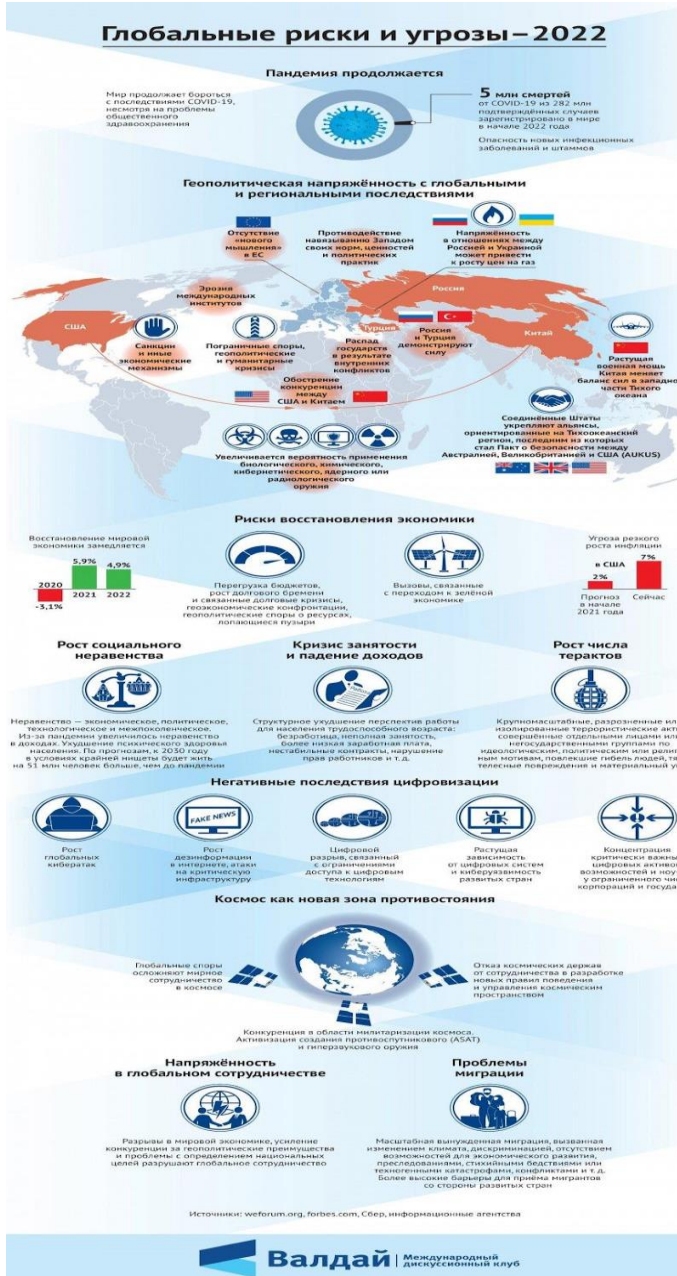 Глобальные риски и угрозы–2022
Пандемия продолжается
Мир продолжает бороться
с последствиями COVID-19,
несмотря на проблемы
общественного
здравоохранения
5 млн смертей
от COVID-19 из 282 млн
подтверждённых случаев
зарегистрировано в мире
в начале 2022 года
Опасность новых инфекционных
заболеваний и штаммов
Геополитическая напряжённость с глобальными
и региональными последствиями
Отсутствие
«нового
мышления»
в ЕС
Противодействие
навязыванию Западом
своих норм, ценностей
и политических
практик
Напряжённость
в отношениях между
Россией и Украиной
может привести
к росту цен на газ
Эрозия
международных
институтов
Россия
США
Турция
Китай
Санкции
и иные
экономические
механизмы
Пограничные споры,
геополитические
и гуманитарные
кризисы
Распад
государств
в результате
внутренних
конфликтов
Россия
и Турция
демонстрируют
силу
Растущая
военная мощь
Китая меняет
баланс сил в западно
части Тихого
океана
Обострение
конкуренции
между
США и Китаем
Соединённые Штаты
укрепляют альянсы,
ориентированные на Тихоокеанский
регион, последним из которых
стал Пакт о безопасности между
Австралией, Великобританией и США (AUKUS)
Увеличивается вероятность применения
биологического, химического,
кибернетического, ядерного или
радиологического
оружия
Риски восстановления экономики
Восстановление мировой
экономики замедляется
5,9%
4,9%
2020
2021
2022
-3,1%
Перегрузка бюджетов,
рост долгового бремени
и связанные долговые кризисы,
геоэкономические конфронтации,
геополитические споры о ресурсах,
лопающиеся пузыри
Вызовы, связанные
с переходом к зелёной
экономике
Угроза резкого
роста инфляции
в США
7%
2%
Прогноз
в начале
2021 года
Сейчас
Рост социального
неравенства
Неравенство — экономическое, политическое,
технологическое и межпоколенческое.
Из-за пандемии увеличилось неравенство
в доходах. Ухудшение психического здоровья
населения. По прогнозам, к 2030 году
в условиях крайней нищеты будет жить
на 51 млн человек больше, чем до пандемии
Кризис занятости
и падение доходов
Структурное ухудшение перспектив работы
для населения трудоспособного возраста:
безработица, неполная занятость,
более низкая заработная плата,
нестабильные контракты, нарушение
прав работников и т.д.
Рост числа
терактов
Крупномасштабные, разрозненные ил
изолированные террористические акт
совершённые отдельными лицами или
негосударственными группами по
идеологическим, политическим или религи
ным мотивам, повлекшие гибель людей, тя
телесные повреждения и материальный у
Негативные последствия цифровизации
FAKE NEWS
Рост
глобальных
кибератак
Рост
дезинформации
в интернете, атаки
на критическую
инфраструктуру
Цифровой
разрыв, связанный
с ограничениями
доступа к цифровым
технологиям
Растущая
зависимость
от цифровых систем
и киберуязвимость
развитых стран
Концентрация
критически важны
цифровых активо
возможностей и ноу-
у ограниченного чис
корпораций и государ
Космос как новая зона противостояния
Глобальные споры
осложняют мирное
сотрудничество
в космосе
Отказ космических держав
от сотрудничества в разработке
новых правил поведения
и управления космическим
пространством
Конкуренция в области милитаризации космоса.
Активизация создания противоспутникового (ASAT)
и гиперзвукового оружия
Напряжённость
в глобальном сотрудничестве
Разрывы в мировой экономике, усиление
конкуренции за геополитические преимущества
и проблемы с определением национальных
целей разрушают глобальное сотрудничество
Проблемы
миграции
Масштабная вынужденная миграция, вызванная
изменением климата, дискриминацией, отсутствием
возможностей для экономического развития,
преследованиями, стихийными бедствиями или
техногенными катастрофами, конфликтами и т. д.
Более высокие барьеры для приёма мигрантов
со стороны развитых стран
Источники: weforum.org, forbes.com, Сбер, информационные агентства
Валдай
Международный
дискуссионный клуб